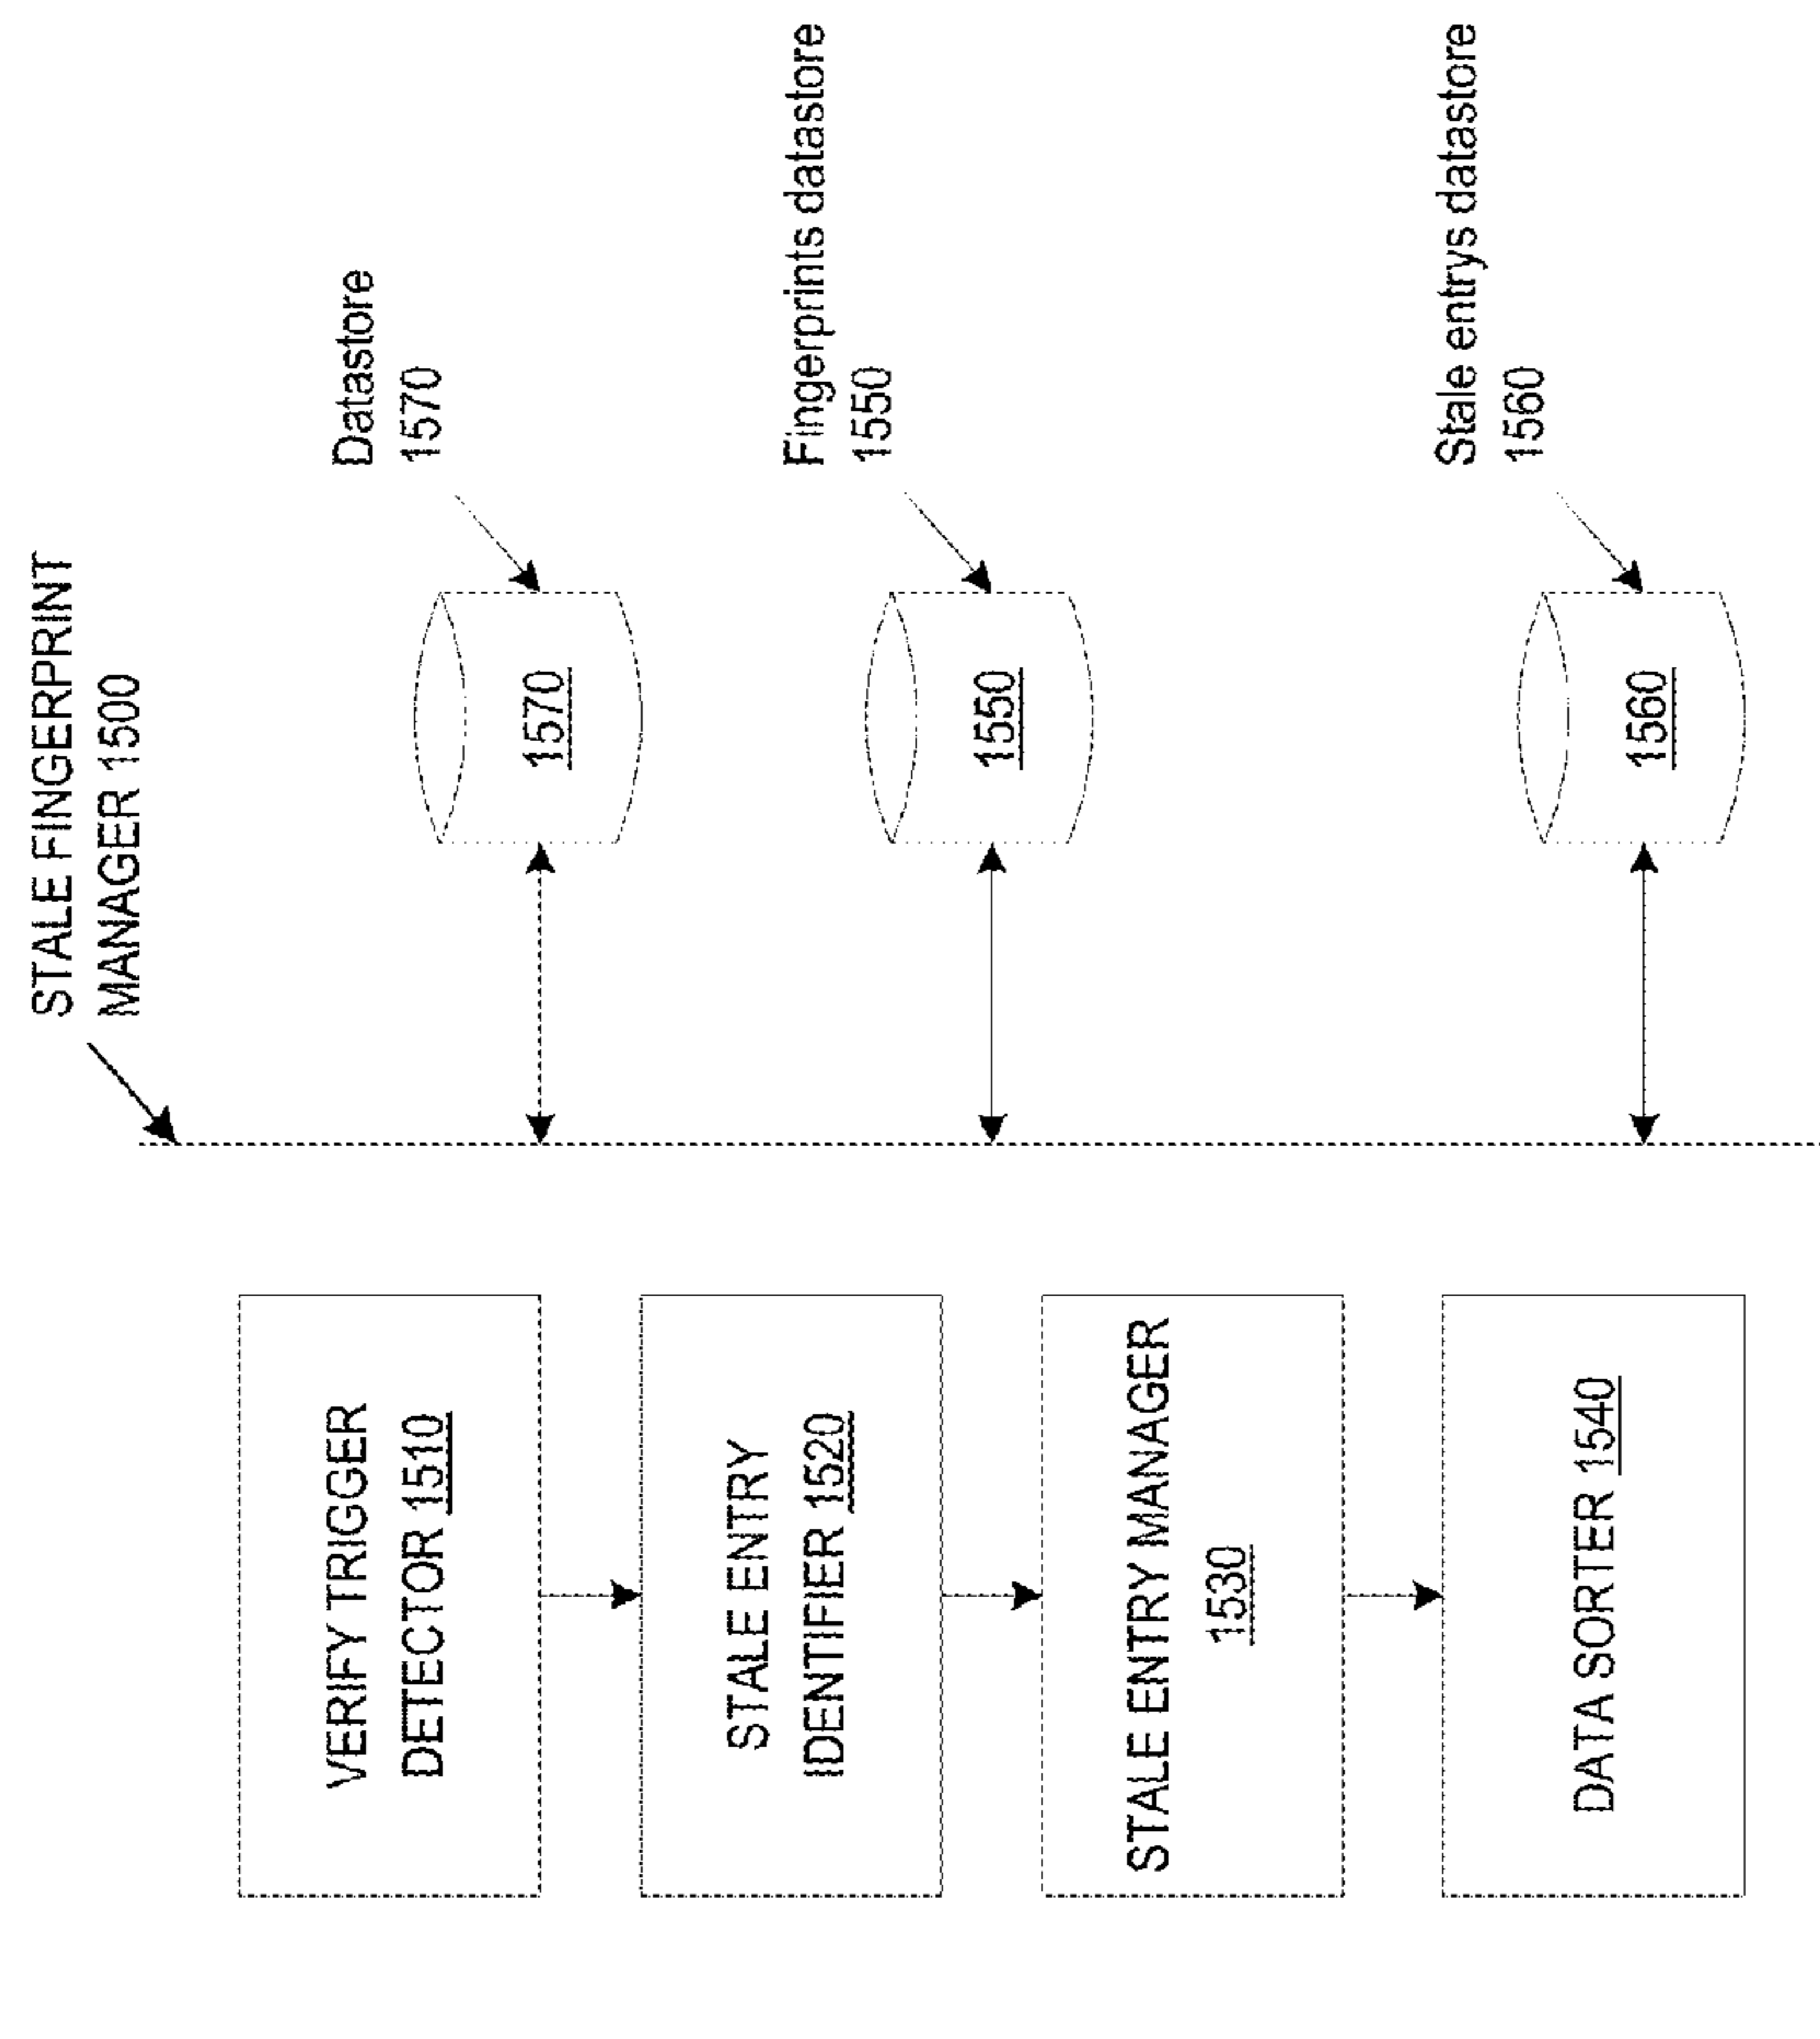 STALE FINGERPRINT
MANAGER 1500
VERIFY TRIGGER
DETECTOR 1510
STALE ENTRY
IDENTIFIER 1520
STALE ENTRY MANAGER
1530
DATA SORTER 1540
Datastore
1570
1570
Fingerprints datastore
1550
1550
Stale entrys datastore
1560
1560